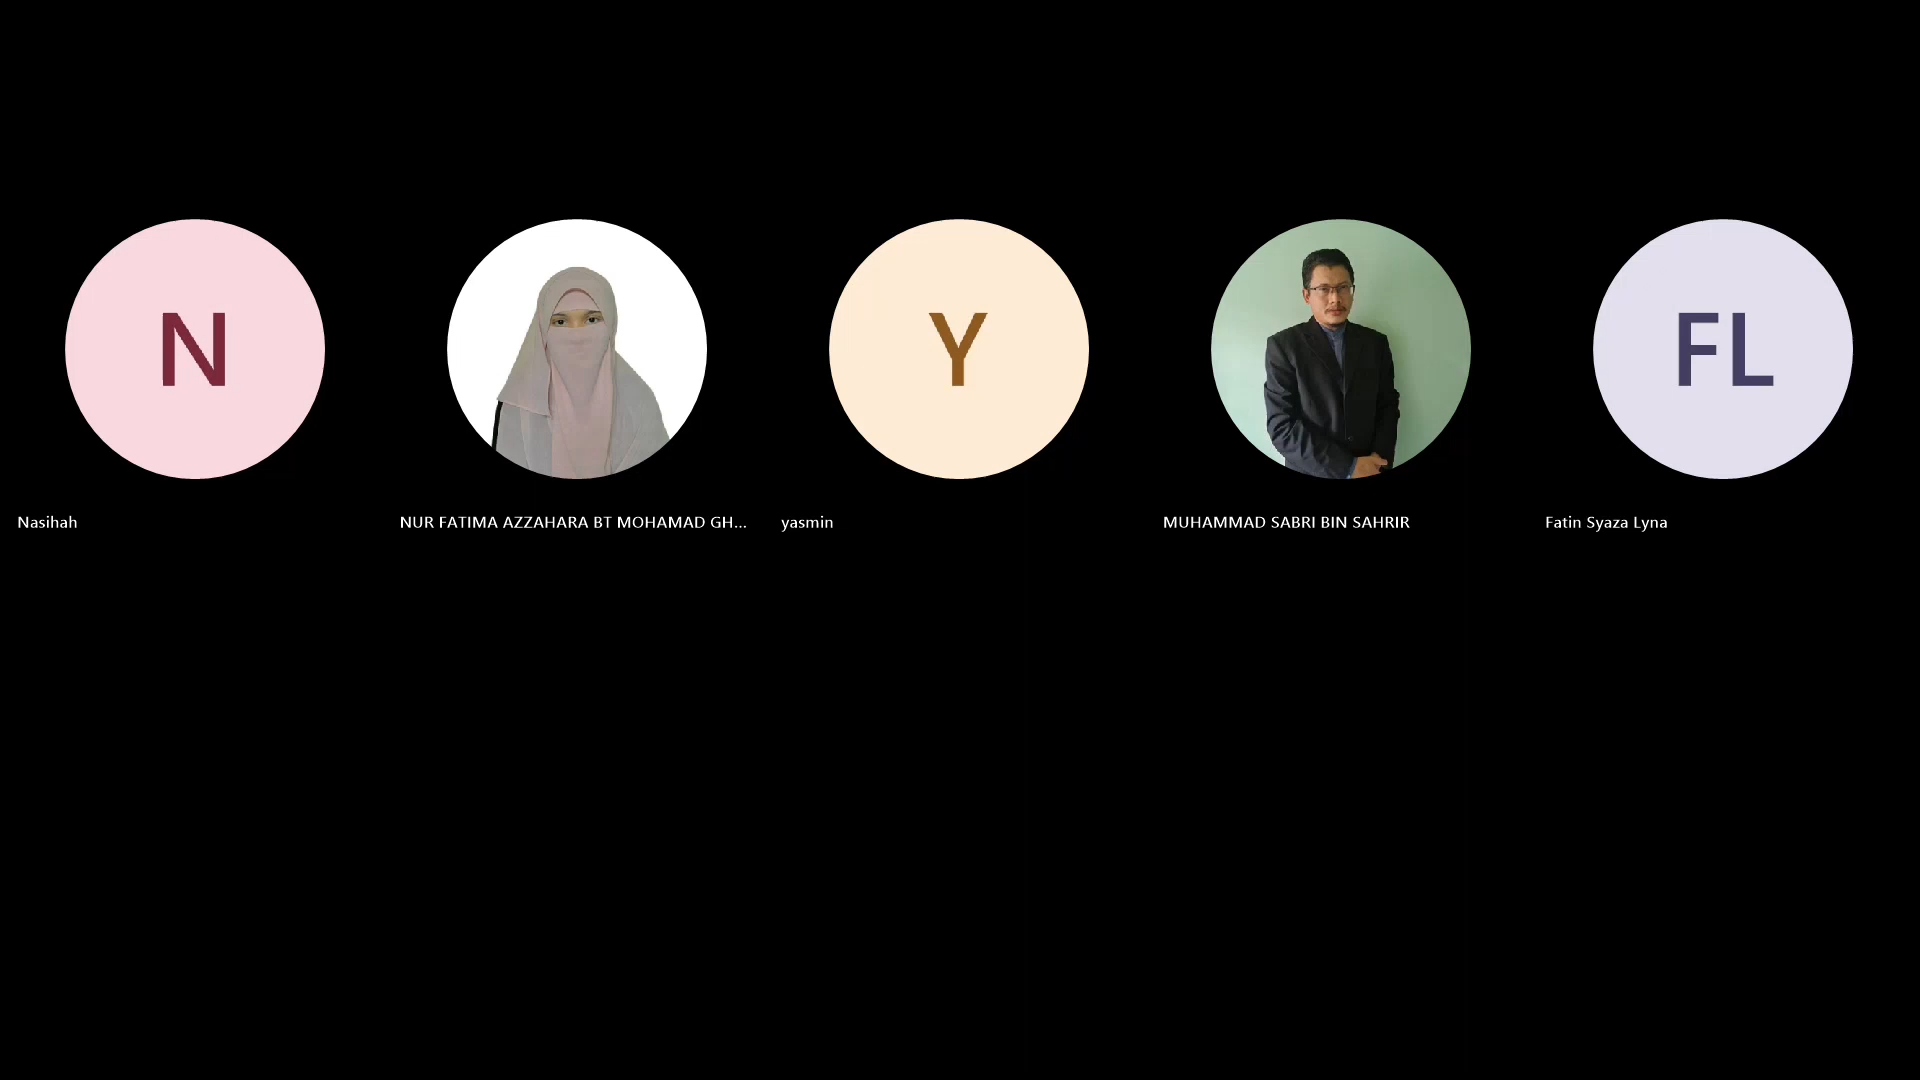 N
Y
FL
Nasihah
NUR FATIMA AZZAHARA BT MOHAMAD GH...
yasmin
MUHAMMAD SABRI BIN SAHRIR
Fatin Syaza Lyna